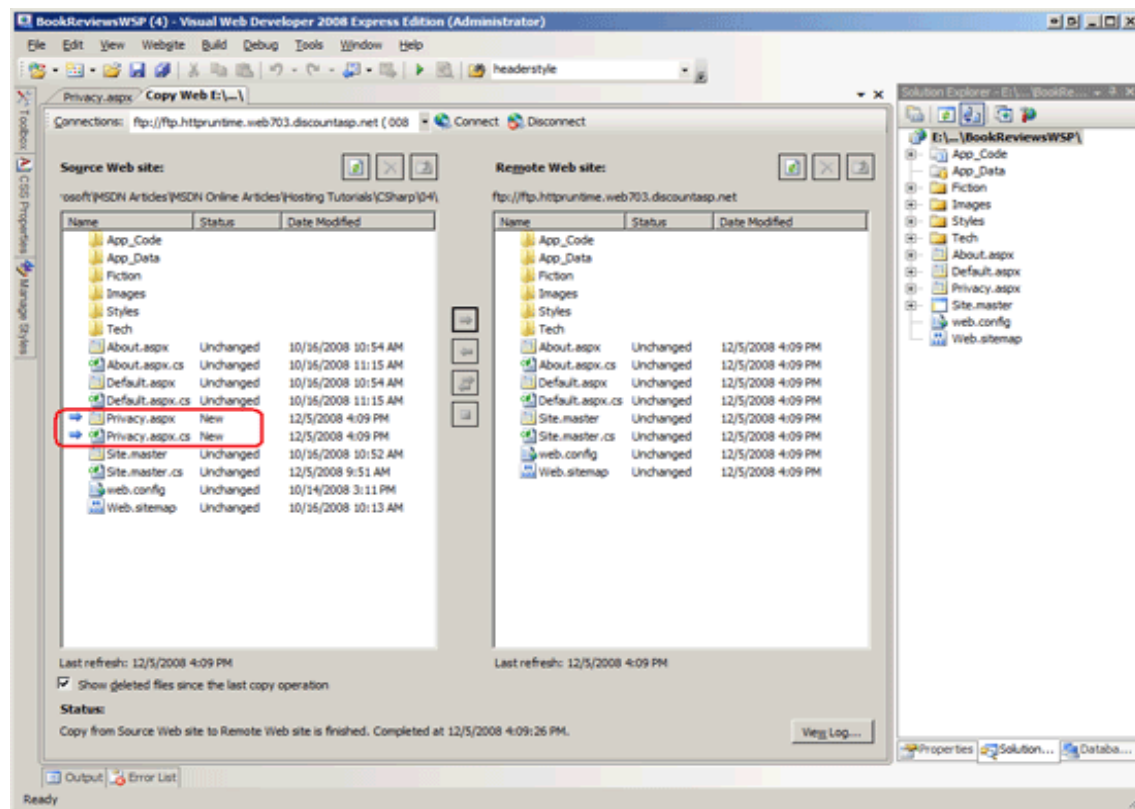 BookReviewsWSP (4) - Visual Web Developer 2008 Express Edition (Administrator)
File Edit View Website Build Debug Tools Window Help
headerstyle
Privacy.aspx Copy Web E:\...\
Connections: ftp://ftp.httpruntime.web703.discountasp.net ( 008 Connect Disconnect
Source Web site:
'osoft\MSDN Articles\MSDN Online Articles\Hosting Tutorials\CSharp\04\
Name Status Date Modified
App_Code
App_Data
Fiction
Images
Styles
Tech
About.aspx Unchanged 10/16/2008 10:54 AM
About.aspx.cs Unchanged 10/16/2008 11:15 AM
Default.aspx Unchanged 10/16/2008 10:54 AM
Default.aspx.cs Unchanged 10/16/2008 11:15 AM
Privacy.aspx New 12/5/2008 4:09 PM
Privacy.aspx.cs New 12/5/2008 4:09 PM
Site.master Unchanged 10/16/2008 10:52 AM
Site.master.cs Unchanged 12/5/2008 9:51 AM
web.config Unchanged 10/14/2008 3:11 PM
Web.sitemap Unchanged 10/16/2008 10:13 AM
Last refresh: 12/5/2008 4:09 PM
Remote Web site:
ftp://ftp.httpruntime.web703.discountasp.net
Name Status Date Modified
App_Code
App_Data
Fiction
Images
Styles
Tech
About.aspx Unchanged 12/5/2008 4:09 PM
About.aspx.cs Unchanged 12/5/2008 4:09 PM
Default.aspx Unchanged 12/5/2008 4:09 PM
Default.aspx.cs Unchanged 12/5/2008 4:09 PM
Site.master Unchanged 12/5/2008 4:09 PM
Site.master.cs Unchanged 12/5/2008 4:09 PM
web.config Unchanged 12/5/2008 4:09 PM
Web.sitemap Unchanged 12/5/2008 4:09 PM
Last refresh: 12/5/2008 4:09 PM
Show deleted files since the last copy operation
Status:
Copy from Source Web site to Remote Web site is finished. Completed at 12/5/2008 4:09:26 PM.
View Log...
Toolbox
CSS Properties
Manage Styles
Solution Explorer - E:\...\BookRe...
E:\...\BookReviewsWSP\
App_Code
App_Data
Fiction
Images
Styles
Tech
About.aspx
Default.aspx
Privacy.aspx
Site.master
web.config
Web.sitemap
Properties Solution... Databa...
Output Error List
Ready